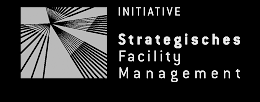 INITIATIVE
Strategisches
Facility
Management